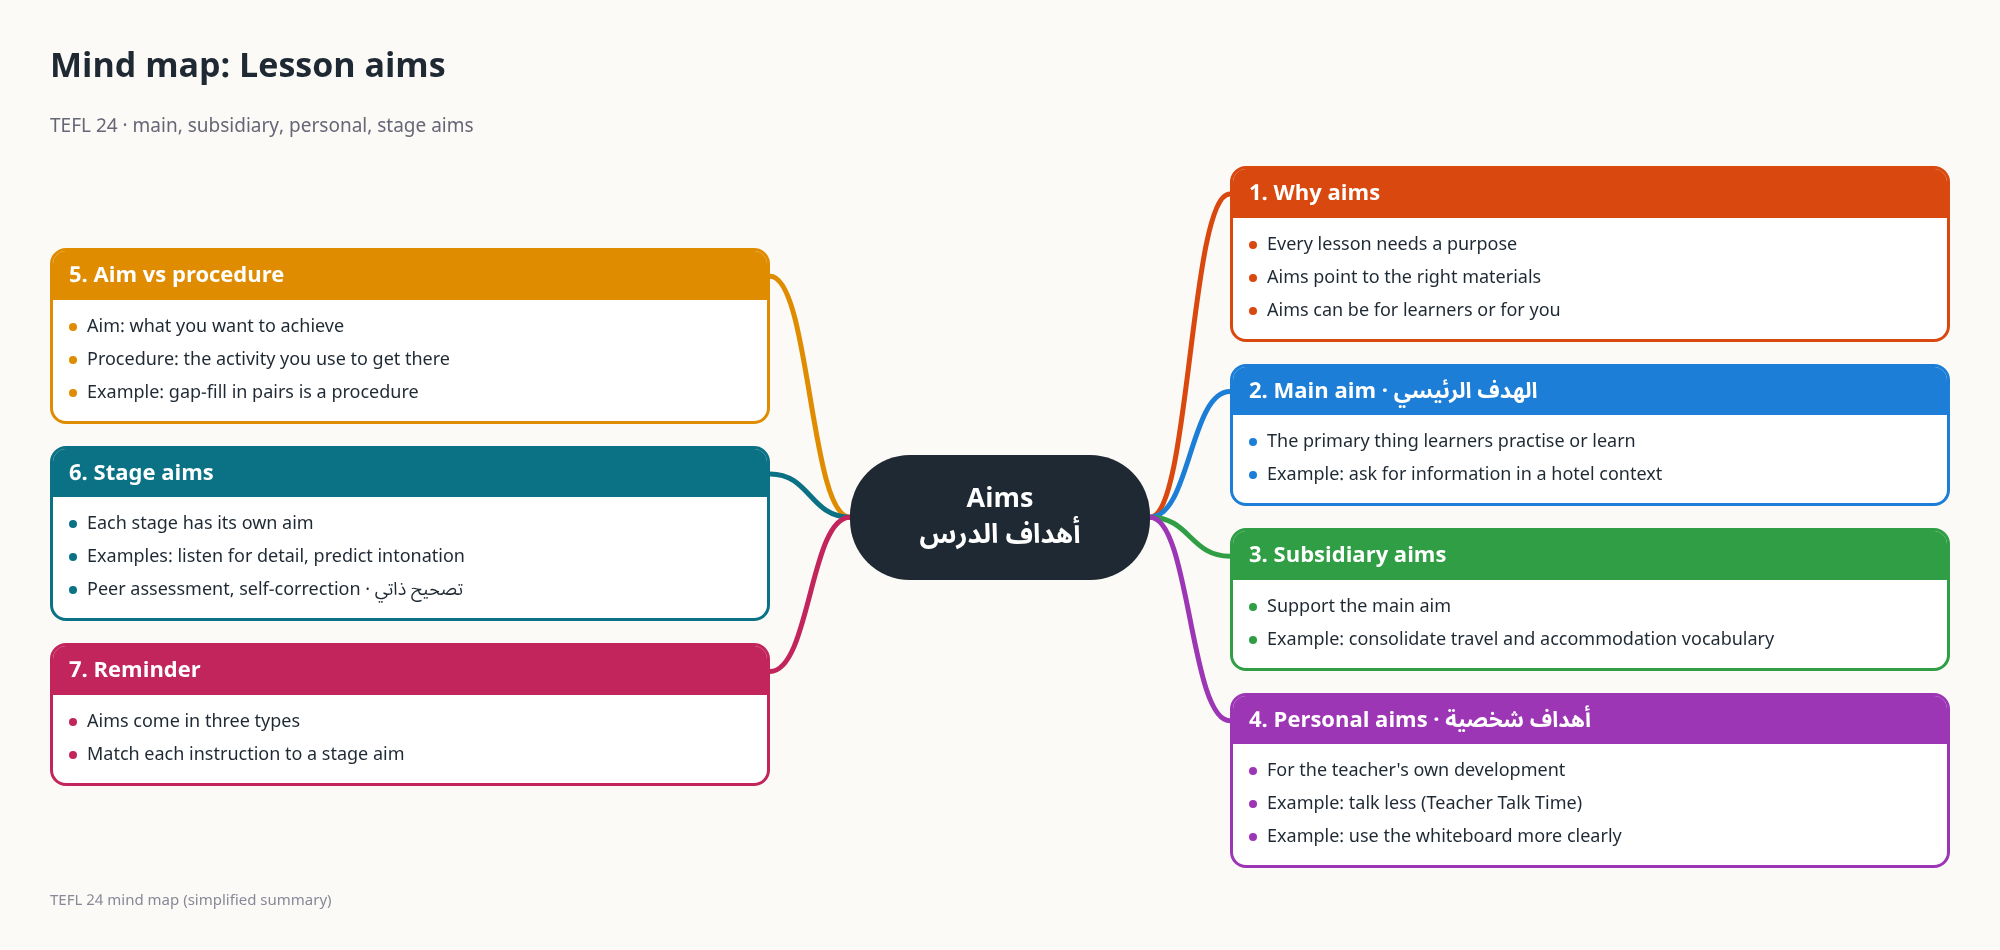 Mind map: Lesson aims
TEFL 24 · main, subsidiary, personal, stage aims
Aims
أهداف الدرس
1. Why aims
Every lesson needs a purpose
Aims point to the right materials
Aims can be for learners or for you
2. Main aim · الهدف الرئيسي
The primary thing learners practise or learn
Example: ask for information in a hotel context
3. Subsidiary aims
Support the main aim
Example: consolidate travel and accommodation vocabulary
4. Personal aims · أهداف شخصية
For the teacher's own development
Example: talk less (Teacher Talk Time)
Example: use the whiteboard more clearly
5. Aim vs procedure
Aim: what you want to achieve
Procedure: the activity you use to get there
Example: gap-fill in pairs is a procedure
6. Stage aims
Each stage has its own aim
Examples: listen for detail, predict intonation
Peer assessment, self-correction · تصحيح ذاتي
7. Reminder
Aims come in three types
Match each instruction to a stage aim
TEFL 24 mind map (simplified summary)